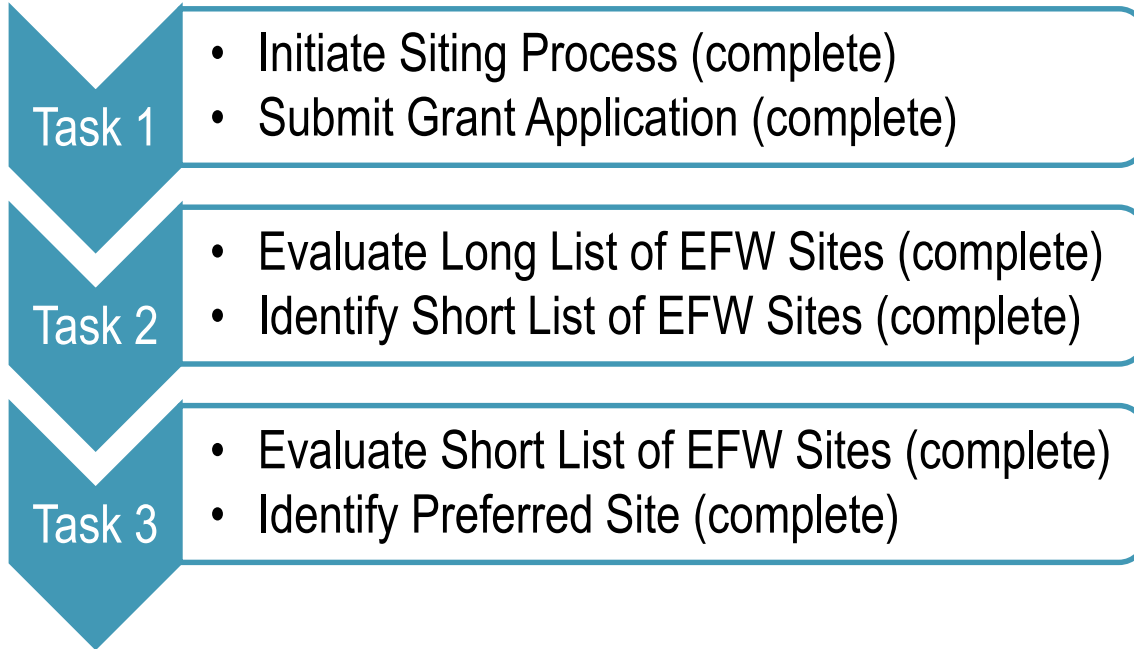 Task 1
• Initiate Siting Process (complete)
• Submit Grant Application (complete)
Task 2
• Evaluate Long List of EFW Sites (complete)
• Identify Short List of EFW Sites (complete)
Task 3
• Evaluate Short List of EFW Sites (complete)
• Identify Preferred Site (complete)